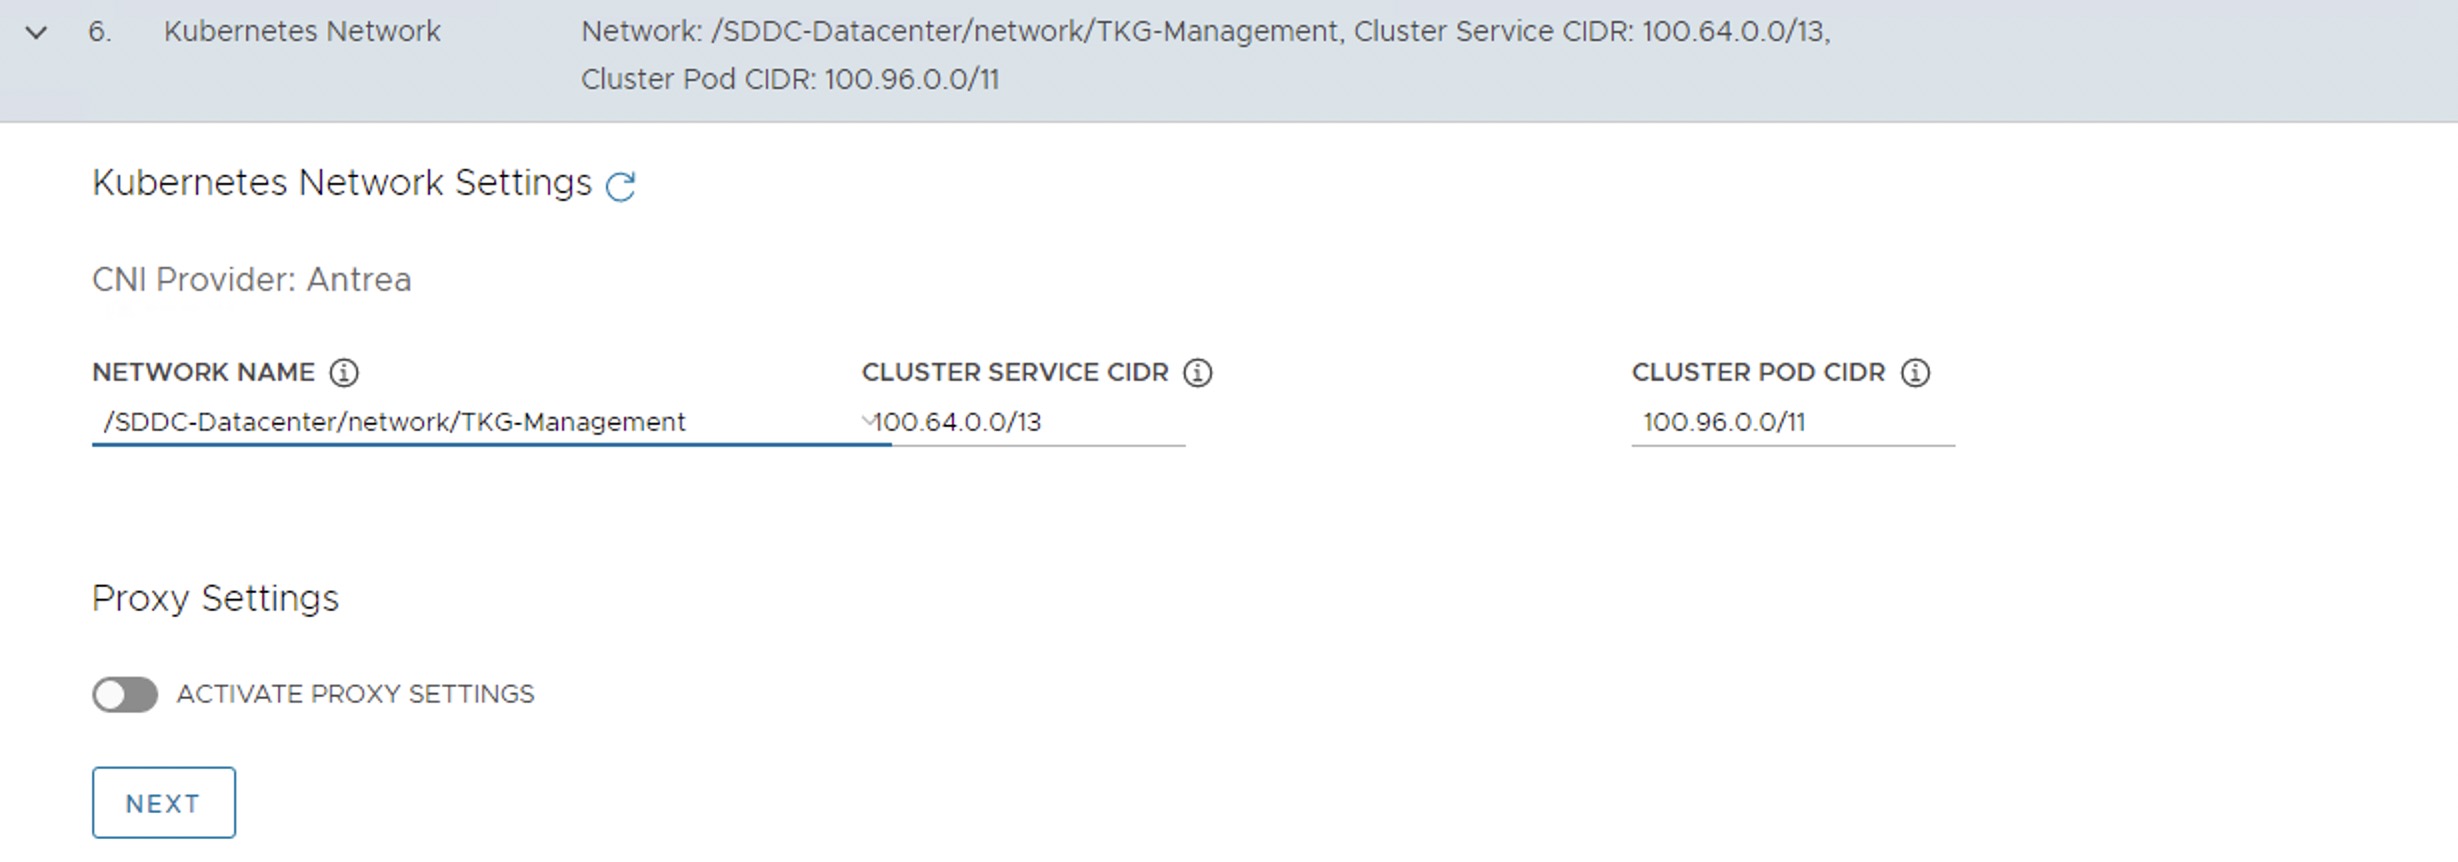 6. Kubernetes Network Network: /SDDC-Datacenter/network/TKG-Management, Cluster Service CIDR: 100.64.0.0/13,
Cluster Pod CIDR: 100.96.0.0/11
Kubernetes Network Settings
CNI Provider: Antrea
NETWORK NAME CLUSTER SERVICE CIDR CLUSTER POD CIDR
/SDDC-Datacenter/network/TKG-Management 100.64.0.0/13 100.96.0.0/11
Proxy Settings
ACTIVATE PROXY SETTINGS
NEXT